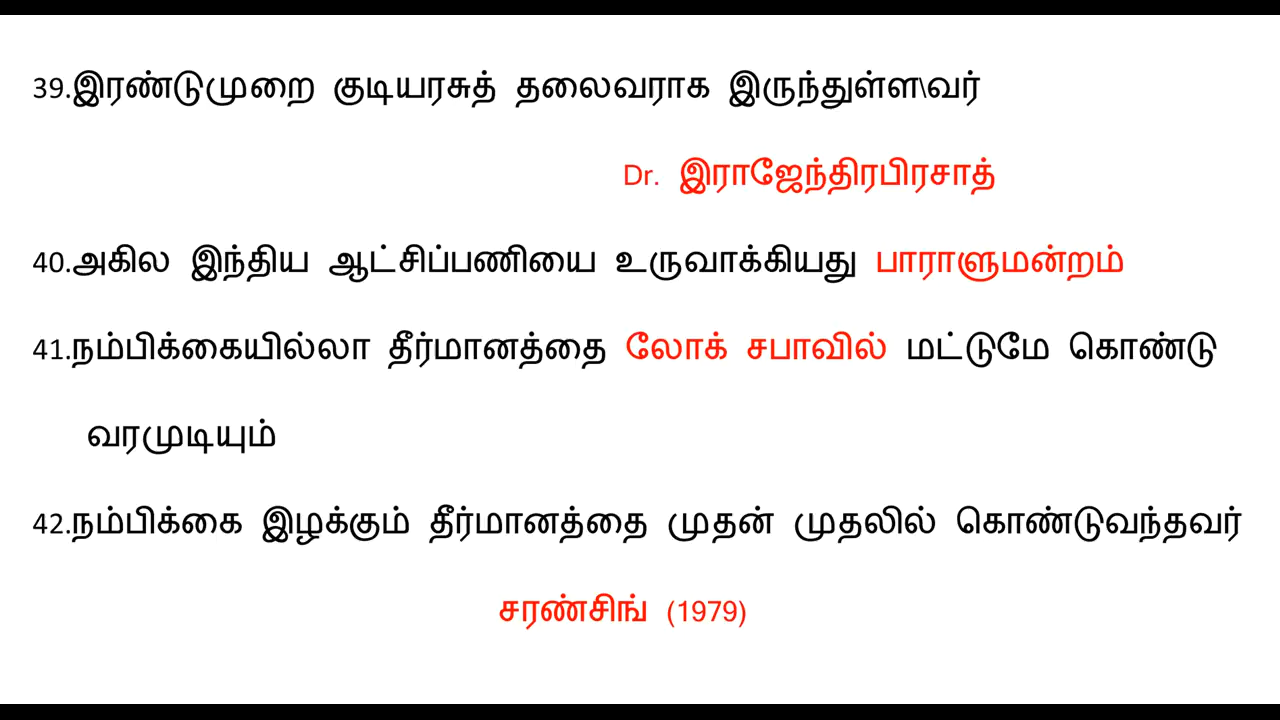 39.இரண்டுமுறை குடியரசுத் தலைவராக இருந்துள்ள\வர்
Dr. இராஜேந்திரபிரசாத்
40.அகில இந்திய ஆட்சிப்பணியை உருவாக்கியது பாராளுமன்றம்
41.நம்பிக்கையில்லா தீர்மானத்தை லோக் சபாவில் மட்டுமே கொண்டு
வரமுடியும்
42.நம்பிக்கை இழக்கும் தீர்மானத்தை முதன் முதலில் கொண்டுவந்தவர்
சரண்சிங் (1979)